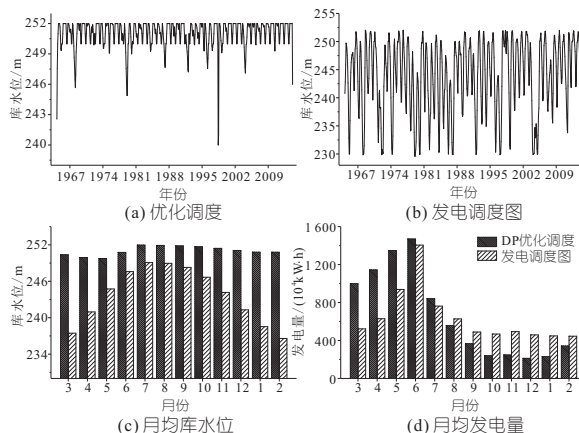 252
249
246
243
240
库水位/m
1967 1974 1981 1988 1995 2002 2009
年份
(a) 优化调度
250
245
240
235
230
库水位/m
1967 1974 1981 1988 1995 2002 2009
年份
(b) 发电调度图
252
246
240
234
库水位/m
3 4 5 6 7 8 9 10 11 12 1 2
月份
(c) 月均库水位
1 600
1 200
800
400
0
发电量/(10⁴kW·h)
DP优化调度
发电调度图
3 4 5 6 7 8 9 10 11 12 1 2
月份
(d) 月均发电量